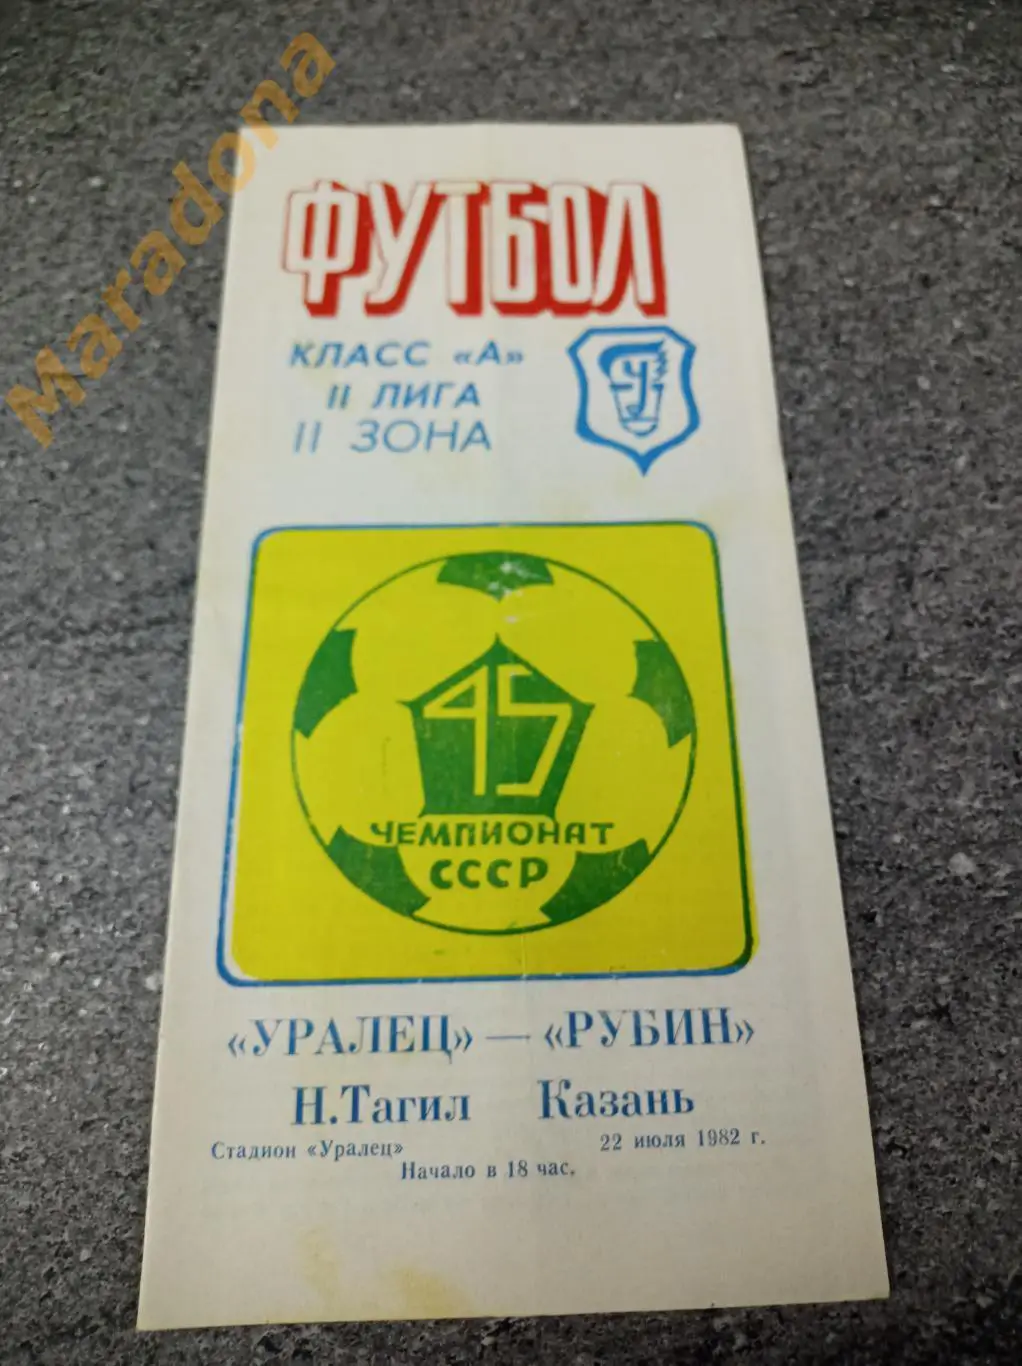 Maradona
ФУТБОЛ
КЛАСС «А»
II ЛИГА
II ЗОНА
У
45
ЧЕМПИОНАТ
СССР
«УРАЛЕЦ» — «РУБИН»
Н.Тагил Казань
Стадион «Уралец» 22 июля 1982 г.
Начало в 18 час.